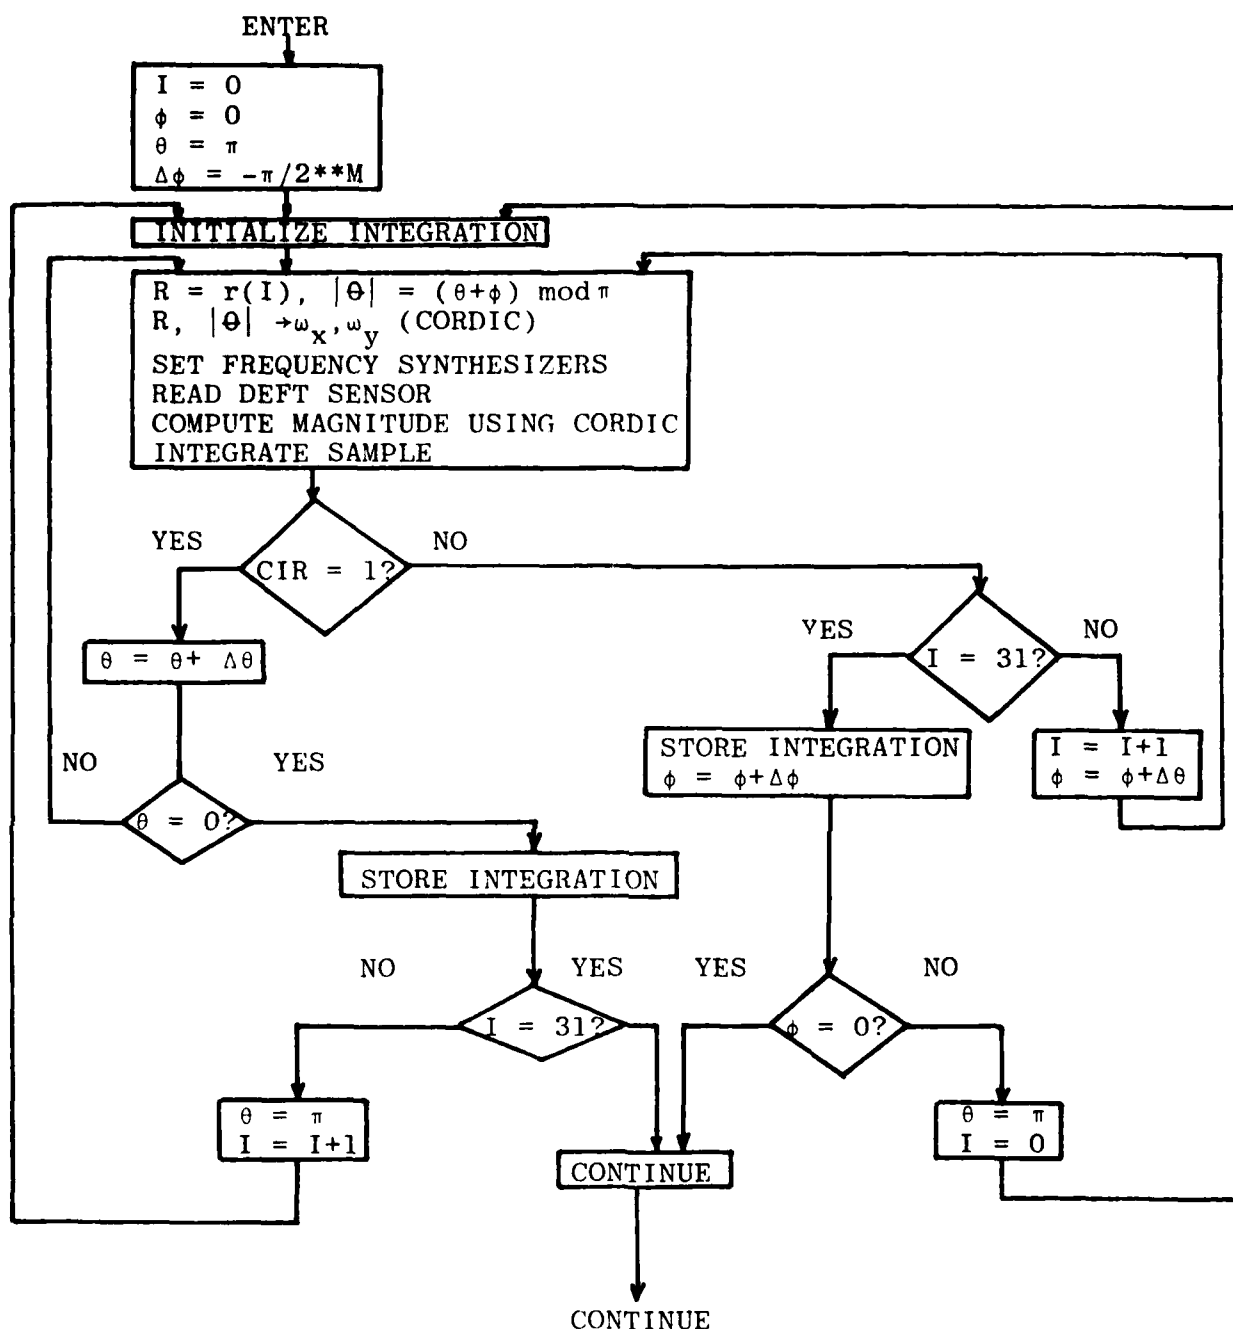 ENTER
I = 0
φ = 0
θ = π
Δφ = -π/2**M
INITIALIZE INTEGRATION
R = r(I), |Θ| = (θ+φ) mod π
R, |Θ| →ω_x, ω_y (CORDIC)
SET FREQUENCY SYNTHESIZERS
READ DEFT SENSOR
COMPUTE MAGNITUDE USING CORDIC
INTEGRATE SAMPLE
YES
NO
CIR = 1?
YES
NO
θ = θ+ Δθ
I = 31?
NO
YES
STORE INTEGRATION
φ = φ+Δφ
I = I+1
φ = φ+Δθ
θ = 0?
STORE INTEGRATION
NO
YES
YES
NO
I = 31?
φ = 0?
θ = π
I = I+1
θ = π
I = 0
CONTINUE
CONTINUE